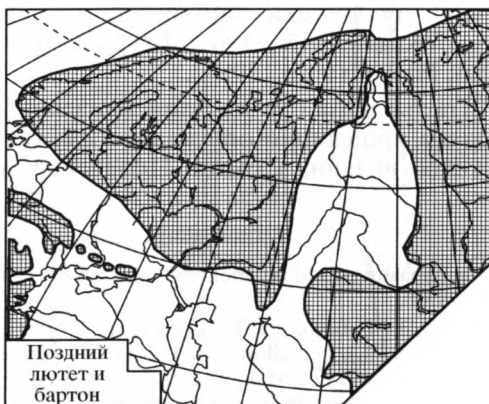 Поздний
лютет и
бартон